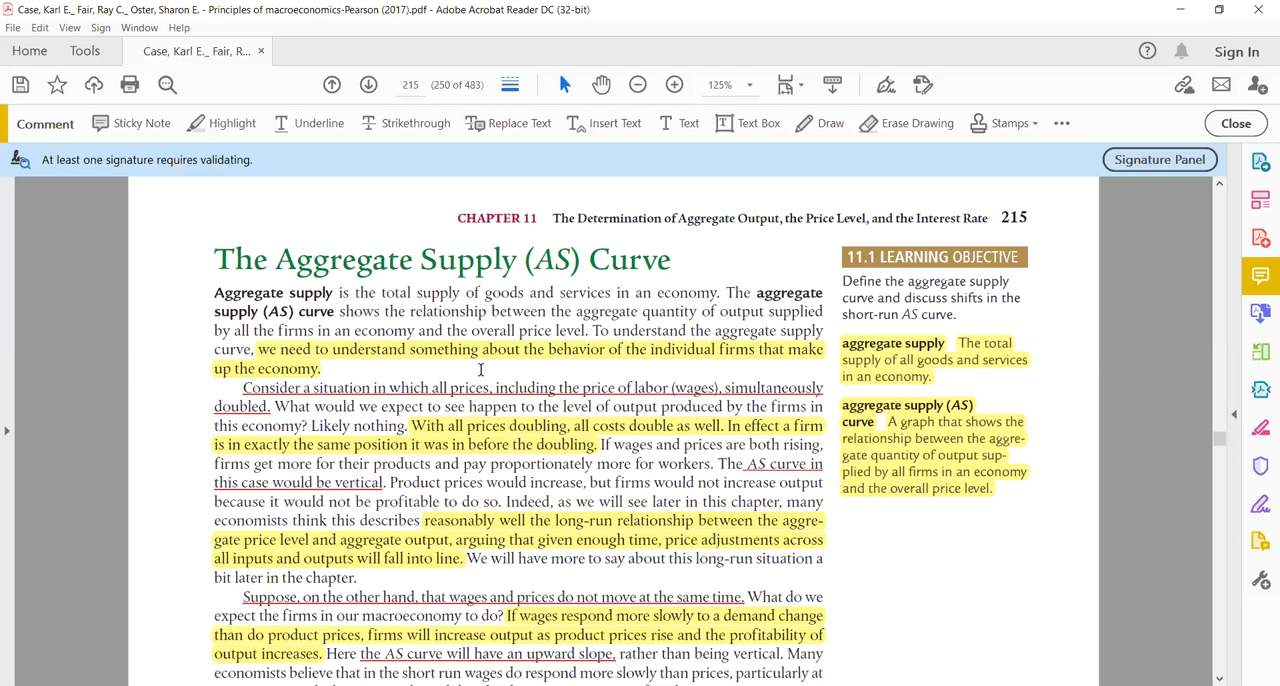 Case, Karl E._ Fair, Ray C._ Oster, Sharon E. - Principles of macroeconomics-Pearson (2017).pdf - Adobe Acrobat Reader DC (32-bit)
File Edit View Sign Window Help
Home Tools Case, Karl E._ Fair, R... × Sign In
215 (250 of 483) 125%
Comment Sticky Note Highlight Underline Strikethrough Replace Text Insert Text Text Text Box Draw Erase Drawing Stamps Close
At least one signature requires validating. Signature Panel
CHAPTER 11 The Determination of Aggregate Output, the Price Level, and the Interest Rate 215
The Aggregate Supply (AS) Curve
Aggregate supply is the total supply of goods and services in an economy. The aggregate
supply (AS) curve shows the relationship between the aggregate quantity of output supplied
by all the firms in an economy and the overall price level. To understand the aggregate supply
curve, we need to understand something about the behavior of the individual firms that make
up the economy.
Consider a situation in which all prices, including the price of labor (wages), simultaneously
doubled. What would we expect to see happen to the level of output produced by the firms in
this economy? Likely nothing. With all prices doubling, all costs double as well. In effect a firm
is in exactly the same position it was in before the doubling. If wages and prices are both rising,
firms get more for their products and pay proportionately more for workers. The AS curve in
this case would be vertical. Product prices would increase, but firms would not increase output
because it would not be profitable to do so. Indeed, as we will see later in this chapter, many
economists think this describes reasonably well the long-run relationship between the aggre-
gate price level and aggregate output, arguing that given enough time, price adjustments across
all inputs and outputs will fall into line. We will have more to say about this long-run situation a
bit later in the chapter.
Suppose, on the other hand, that wages and prices do not move at the same time. What do we
expect the firms in our macroeconomy to do? If wages respond more slowly to a demand change
than do product prices, firms will increase output as product prices rise and the profitability of
output increases. Here the AS curve will have an upward slope, rather than being vertical. Many
economists believe that in the short run wages do respond more slowly than prices, particularly at
11.1 LEARNING OBJECTIVE
Define the aggregate supply
curve and discuss shifts in the
short-run AS curve.
aggregate supply The total
supply of all goods and services
in an economy.
aggregate supply (AS)
curve A graph that shows the
relationship between the aggre-
gate quantity of output sup-
plied by all firms in an economy
and the overall price level.